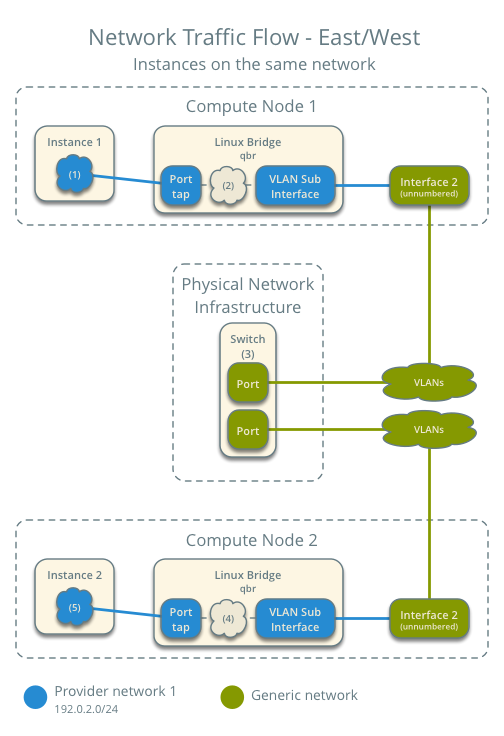 Network Traffic Flow - East/West
Instances on the same network
Compute Node 1
Instance 1
(1)
Linux Bridge
qbr
Port
tap
(2)
VLAN Sub
Interface
Interface 2
(unnumbered)
Physical Network
Infrastructure
Switch
(3)
Port
VLANs
Port
VLANs
Compute Node 2
Instance 2
(5)
Linux Bridge
qbr
Port
tap
(4)
VLAN Sub
Interface
Interface 2
(unnumbered)
Provider network 1
192.0.2.0/24
Generic network